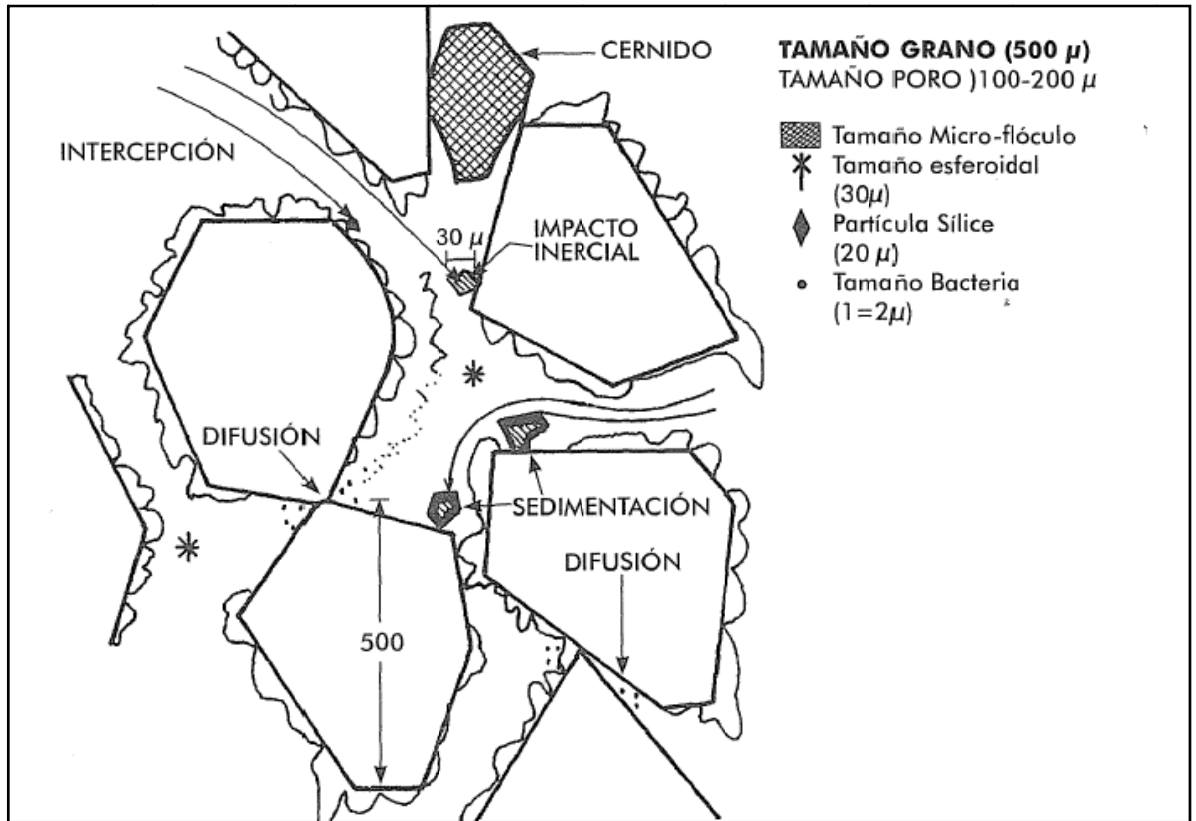 CERNIDO
TAMAÑO GRANO (500 µ)
TAMAÑO PORO )100-200 µ
INTERCEPCIÓN
Tamaño Micro-flóculo
Tamaño esferoidal
(30µ)
Partícula Sílice
(20 µ)
Tamaño Bacteria
(1=2µ)
30 µ
IMPACTO
INERCIAL
DIFUSIÓN
SEDIMENTACIÓN
DIFUSIÓN
500